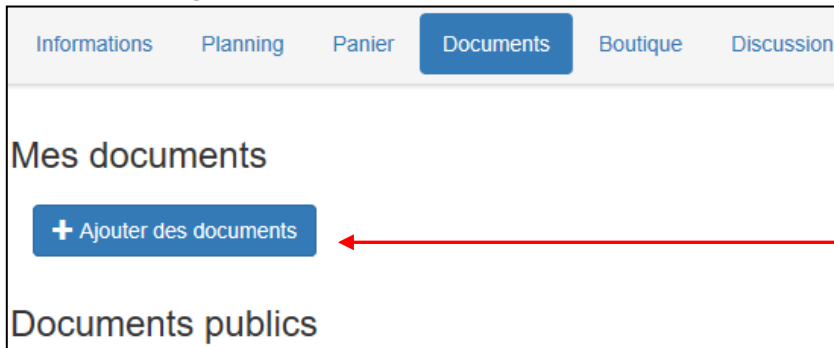 Informations Planning Panier Documents Boutique Discussion
Mes documents
+ Ajouter des documents
Documents publics